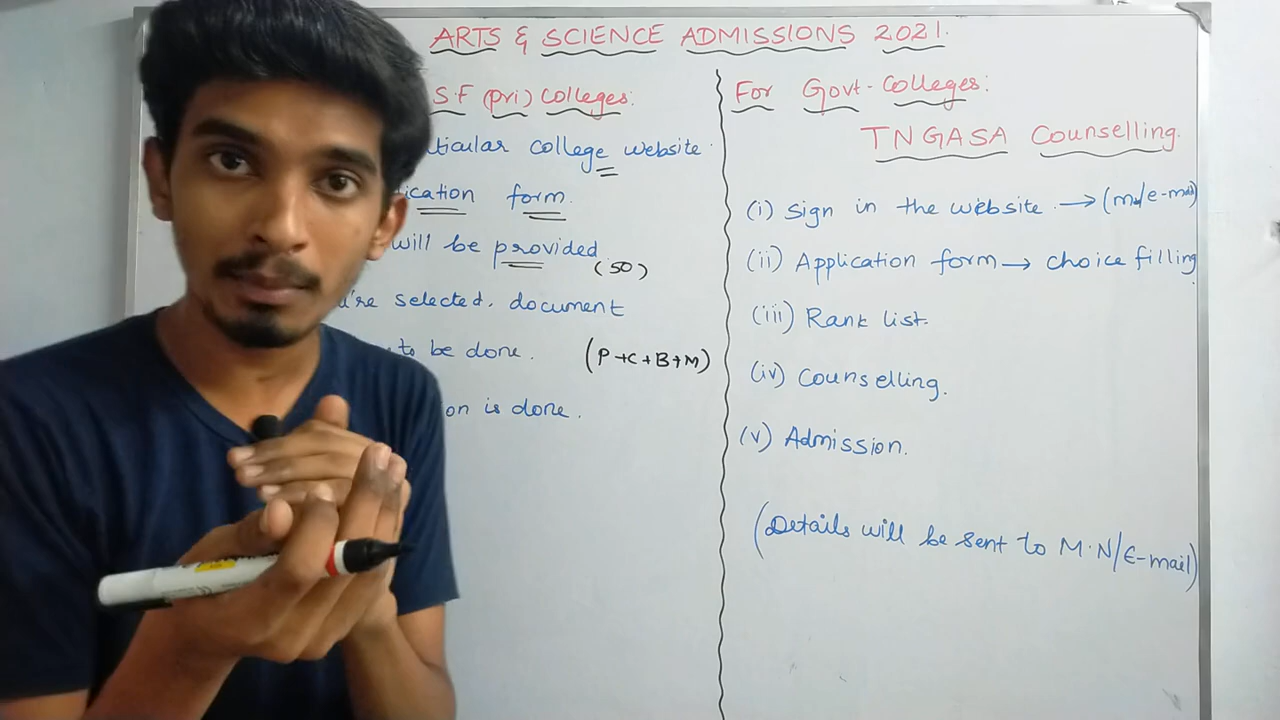 ARTS & SCIENCE ADMISSIONS 2021.
S.F (pri) Colleges:
ticular college website.
ication form.
will be provided
(50)
're selected, document
to be done. (P+C+B+M)
on is done.
For Govt. Colleges:
TNGASA Counselling.
(i) Sign in the website. → (m/e-mail)
(ii) Application form → choice filling.
(iii) Rank list.
(iv) Counselling.
(v) Admission.
(Details will be sent to M.N/E-mail)